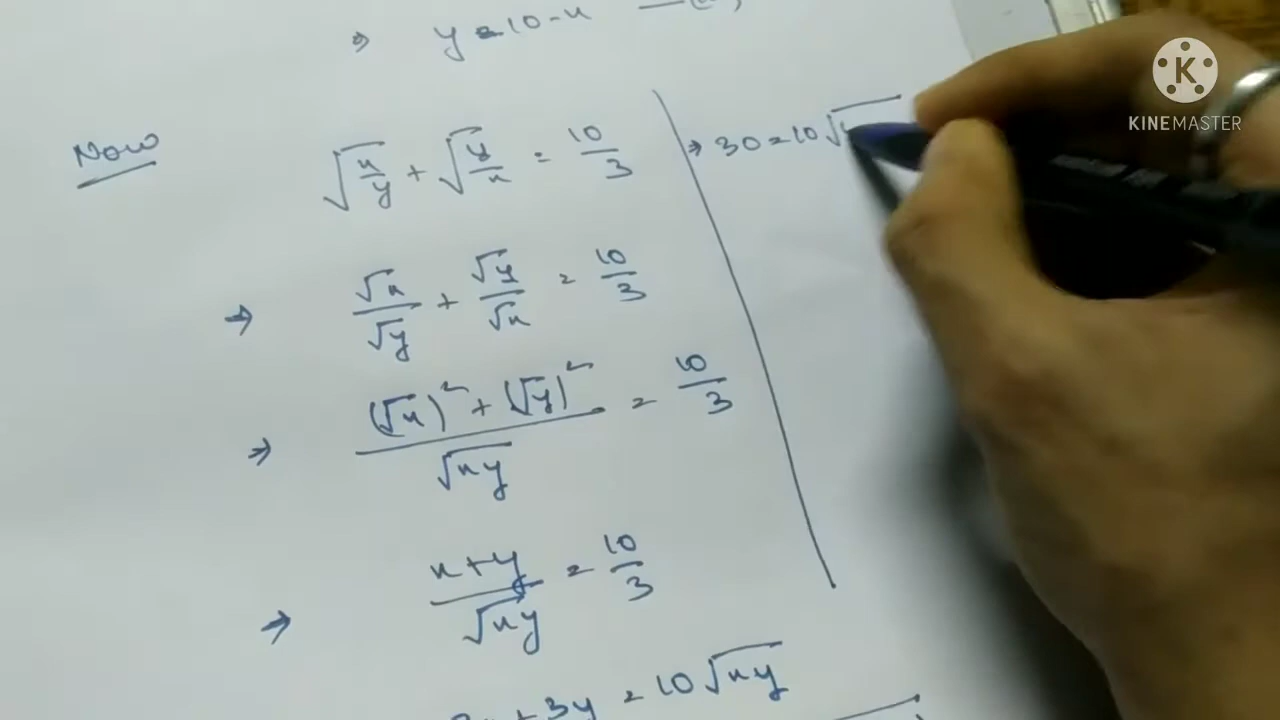 ⇒ y = 10 - x
KINEMASTER
Now √(x/y) + √(y/x) = 10/3
⇒ √x/√y + √y/√x = 10/3
⇒ ((√x)² + (√y)²)/√xy = 10/3
⇒ (x+y)/√xy = 10/3
+ 3y = 10√xy
⇒ 30 = 10√